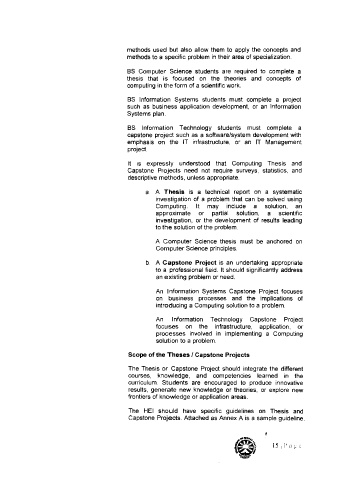 methods used but also allow them to apply the concepts and
methods to a specific problem in their area of specialization.
BS Computer Science students are required to complete a
thesis that is focused on the theories and concepts of
computing in the form of a scientific work.
BS Information Systems students must complete a project
such as business application development, or an Information
Systems plan.
BS Information Technology students must complete a
capstone project such as a software/system development with
emphasis on the IT infrastructure, or an IT Management
project
It is expressly understood that Computing Thesis and
Capstone Projects need not require surveys, statistics, and
descriptive methods, unless appropriate.
a. A Thesis is a technical report on a systematic
investigation of a problem that can be solved using
Computing. It may include a solution, an
approximate or partial solution, a scientific
investigation, or the development of results leading
to the solution of the problem.
A Computer Science thesis must be anchored on
Computer Science principles.
b. A Capstone Project is an undertaking appropriate
to a professional field. It should significantly address
an existing problem or need.
An Information Systems Capstone Project focuses
on business processes and the implications of
introducing a Computing solution to a problem.
An Information Technology Capstone Project
focuses on the infrastructure, application, or
processes involved in implementing a Computing
solution to a problem.
Scope of the Theses / Capstone Projects
The Thesis or Capstone Project should integrate the different
courses, knowledge, and competencies learned in the
curriculum. Students are encouraged to produce innovative
results, generate new knowledge or theories, or explore new
frontiers of knowledge or application areas.
The HEI should have specific guidelines on Thesis and
Capstone Projects. Attached as Annex A is a sample guideline.
15 | Page